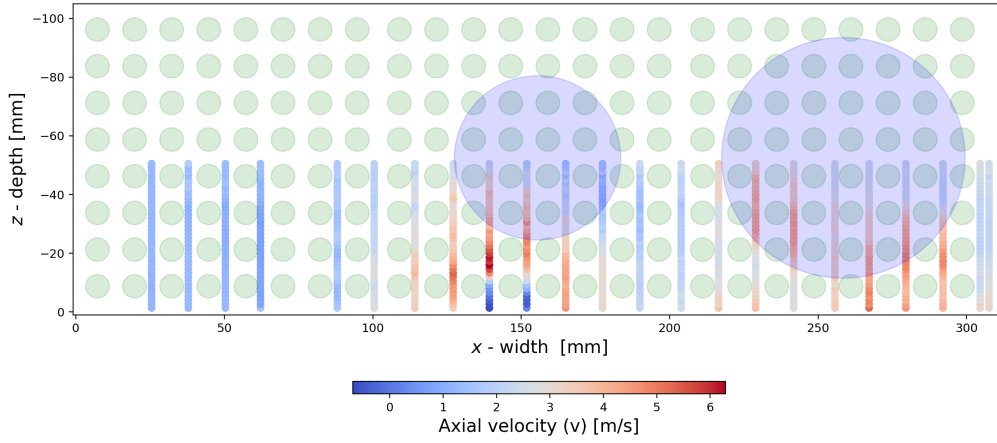 −100
−80
−60
−40
−20
0
z - depth [mm]
0 50 100 150 200 250 300
x - width [mm]
0 1 2 3 4 5 6
Axial velocity (v) [m/s]